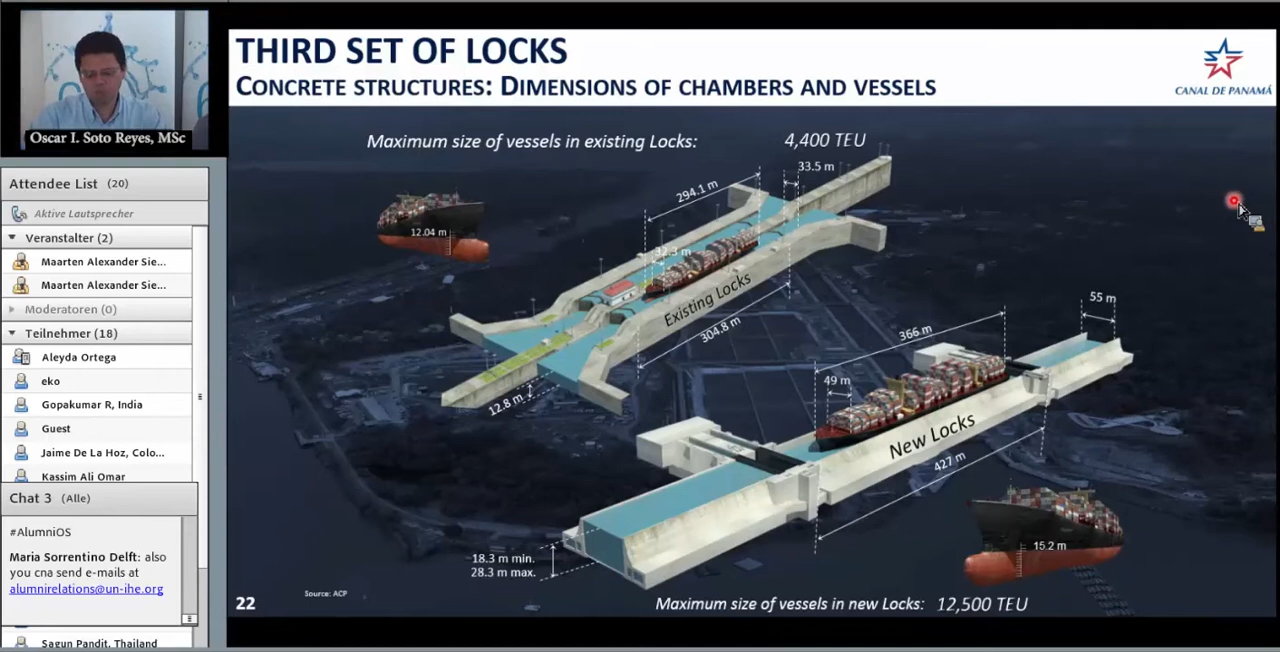 Oscar I. Soto Reyes, MSc
Attendee List (20)
Aktive Lautsprecher
Veranstalter (2)
Maarten Alexander Sie...
Maarten Alexander Sie...
Moderatoren (0)
Teilnehmer (18)
Aleyda Ortega
eko
Gopakumar R, India
Guest
Jaime De La Hoz, Colo...
Kassim Ali Omar
Chat 3 (Alle)
#AlumniOS
Maria Sorrentino Delft: also
you cna send e-mails at
alumnirelations@un-ihe.org
Sagun Pandit, Thailand
THIRD SET OF LOCKS
CONCRETE STRUCTURES: DIMENSIONS OF CHAMBERS AND VESSELS
CANAL DE PANAMÁ
Maximum size of vessels in existing Locks: 4,400 TEU
33.5 m
294.1 m
12.04 m
32.3 m
Existing Locks
304.8 m
12.8 m
55 m
366 m
49 m
New Locks
427 m
18.3 m min.
28.3 m max.
15.2 m
Source: ACP
22
Maximum size of vessels in new Locks: 12,500 TEU